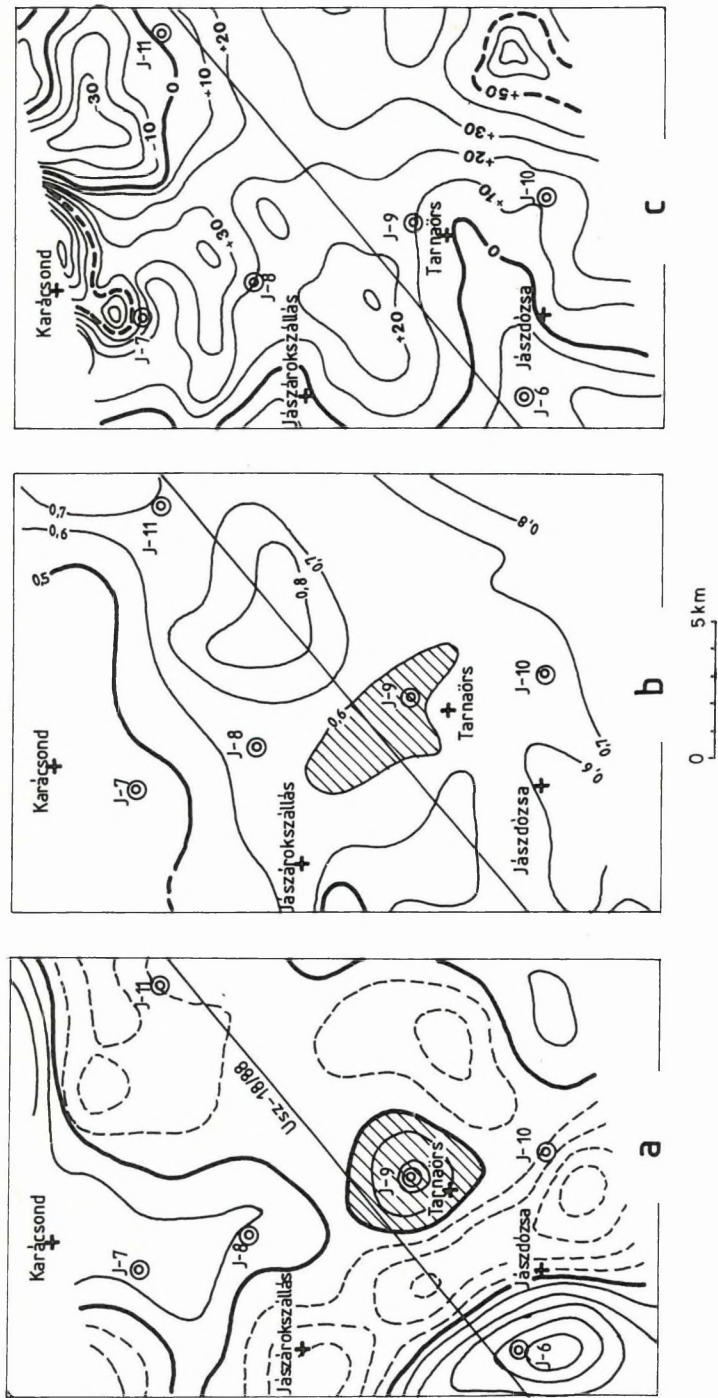 Karácsond
J-7
J-8
J-11
Jászárokszállás
Usz-18/88
J-9
Tarnaörs
J-10
Jászdózsa
J-6
a
Karácsond
0,5
0,6
0,7
J-7
J-11
J-8
0,8
0,7
Jászárokszállás
0,6
J-9
Tarnaörs
0,8
J-10
Jászdózsa
0,6
0,7
b
0
5 km
Karácsond
-30
J-11
-10
0
+10
+20
J-7
+30
J-8
Jászárokszállás
+20
J-9
Tarnaörs
+30
+20
+50
+10
0
J-10
Jászdózsa
J-6
c